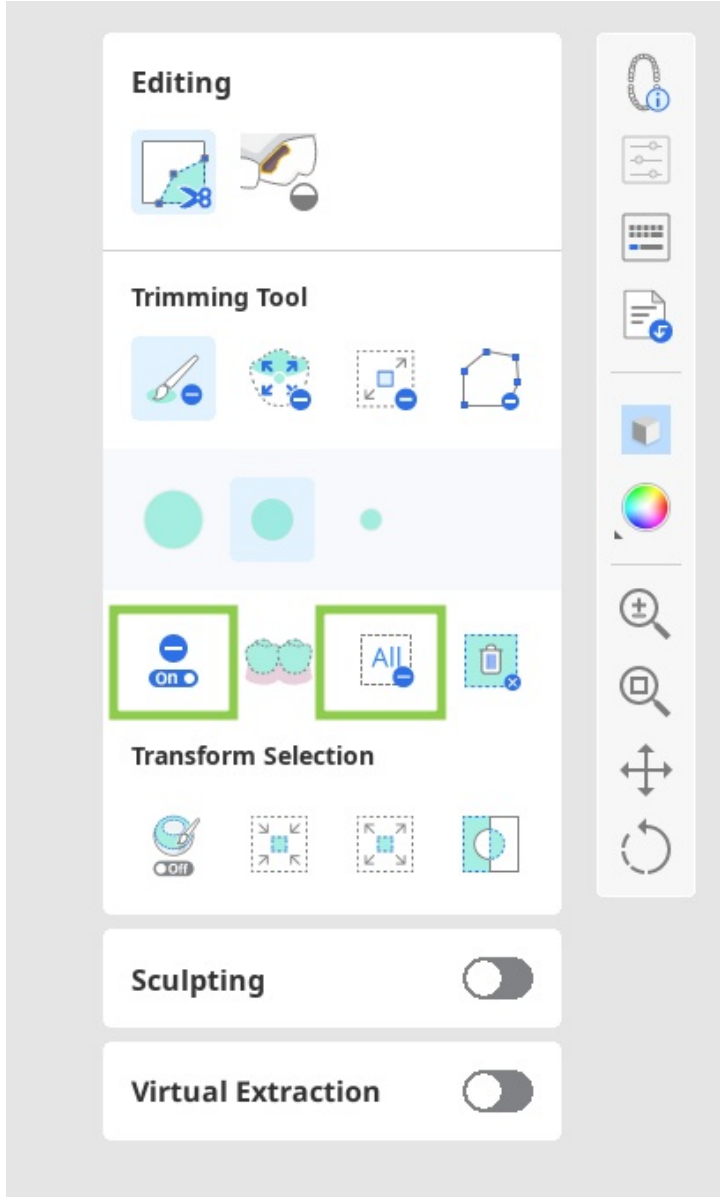 Editing
Trimming Tool
On
All
Transform Selection
Off
Sculpting
Virtual Extraction